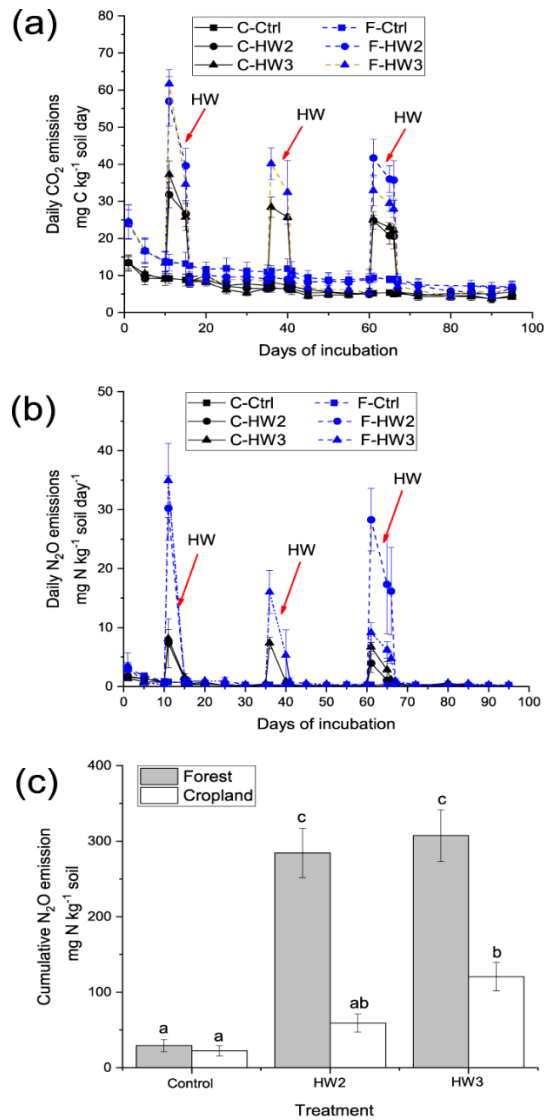 (a)
C-Ctrl F-Ctrl
C-HW2 F-HW2
C-HW3 F-HW3
HW
HW
HW
Daily CO₂ emissions
mg C kg⁻¹ soil day
80
70
60
50
40
30
20
10
0
0 20 40 60 80 100
Days of incubation
(b)
C-Ctrl F-Ctrl
C-HW2 F-HW2
C-HW3 F-HW3
HW
HW
HW
Daily N₂O emissions
mg N kg⁻¹ soil day⁻¹
50
40
30
20
10
0
0 10 20 30 40 50 60 70 80 90 100
Days of incubation
(c)
Forest
Cropland
Cumulative N₂O emission
mg N kg⁻¹ soil
400
300
200
100
0
a a c ab c b
Control HW2 HW3
Treatment